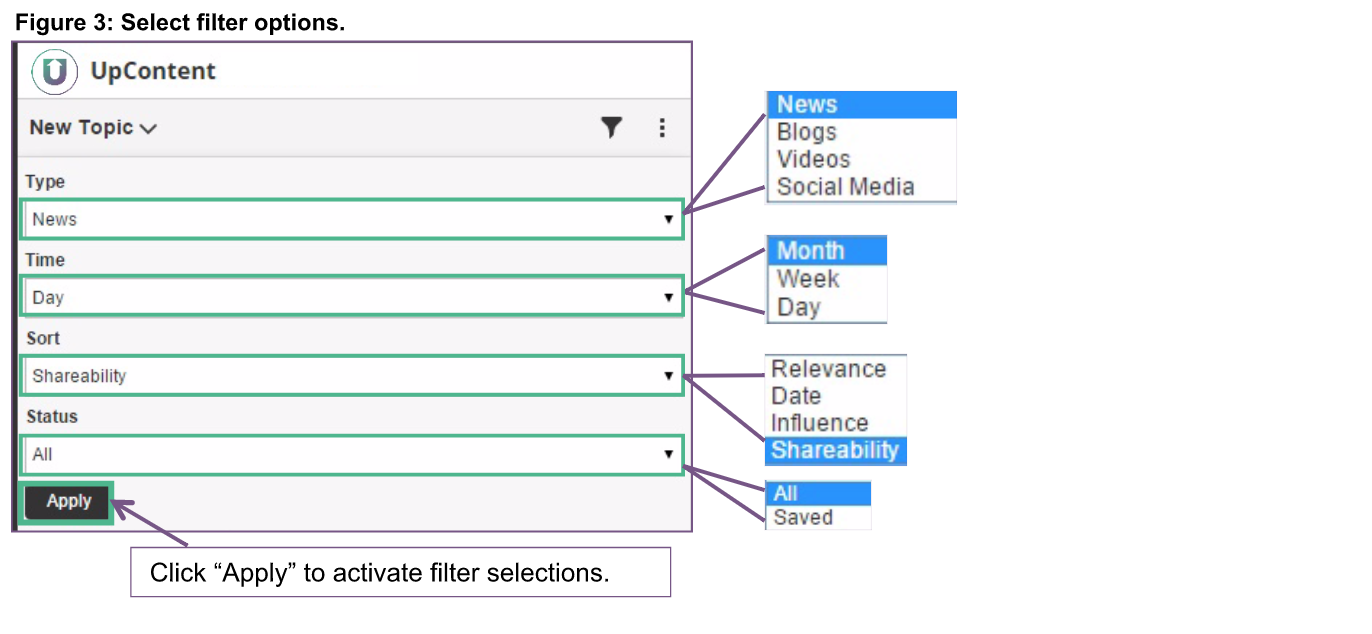 Figure 3: Select filter options.
UpContent
New Topic
Type
News
Time
Day
Sort
Shareability
Status
All
Apply
News
Blogs
Videos
Social Media
Month
Week
Day
Relevance
Date
Influence
Shareability
All
Saved
Click “Apply” to activate filter selections.